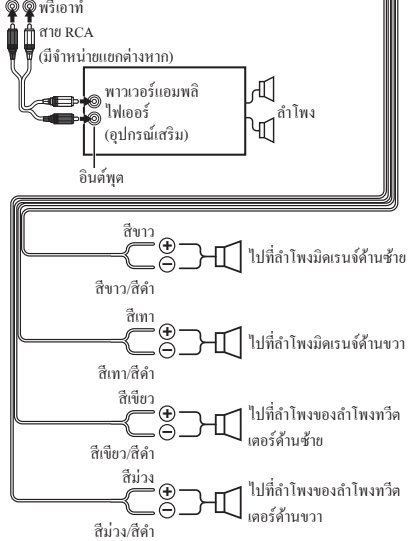 พรีเอาท์
สาย RCA
(มีจำหน่ายแยกต่างหาก)
พาวเวอร์แอมพลิ
ไฟเออร์
(อุปกรณ์เสริม)
ลำโพง
อินต์พุต
สีขาว
ไปที่ลำโพงมิดเรนจ์ด้านซ้าย
สีขาว/สีดำ
สีเทา
ไปที่ลำโพงมิดเรนจ์ด้านขวา
สีเทา/สีดำ
สีเขียว
ไปที่ลำโพงของลำโพงทวีต
เตอร์ด้านซ้าย
สีเขียว/สีดำ
สีม่วง
ไปที่ลำโพงของลำโพงทวีต
เตอร์ด้านขวา
สีม่วง/สีดำ